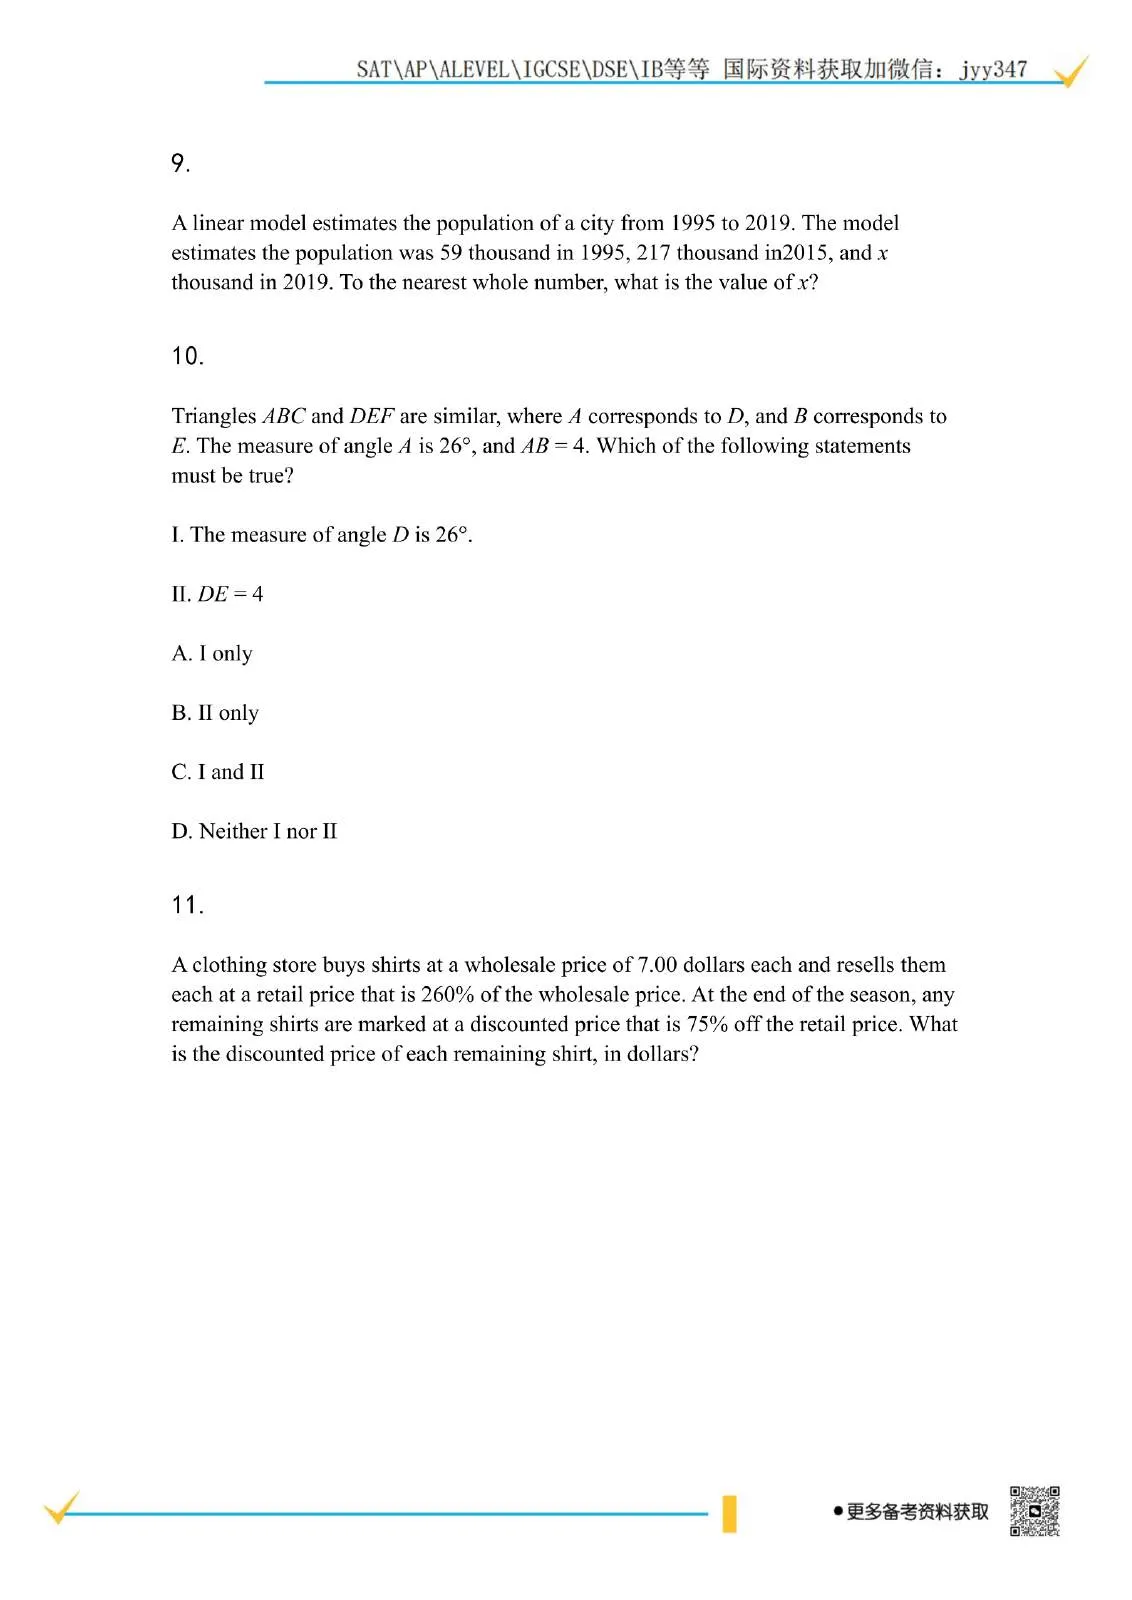 SAT\AP\ALEVEL\IGCSE\DSE\IB等等 国际资料获取加微信：jyy347
9.
A linear model estimates the population of a city from 1995 to 2019. The model
estimates the population was 59 thousand in 1995, 217 thousand in2015, and x
thousand in 2019. To the nearest whole number, what is the value of x?
10.
Triangles ABC and DEF are similar, where A corresponds to D, and B corresponds to
E. The measure of angle A is 26°, and AB = 4. Which of the following statements
must be true?
I. The measure of angle D is 26°.
II. DE = 4
A. I only
B. II only
C. I and II
D. Neither I nor II
11.
A clothing store buys shirts at a wholesale price of 7.00 dollars each and resells them
each at a retail price that is 260% of the wholesale price. At the end of the season, any
remaining shirts are marked at a discounted price that is 75% off the retail price. What
is the discounted price of each remaining shirt, in dollars?
●更多备考资料获取